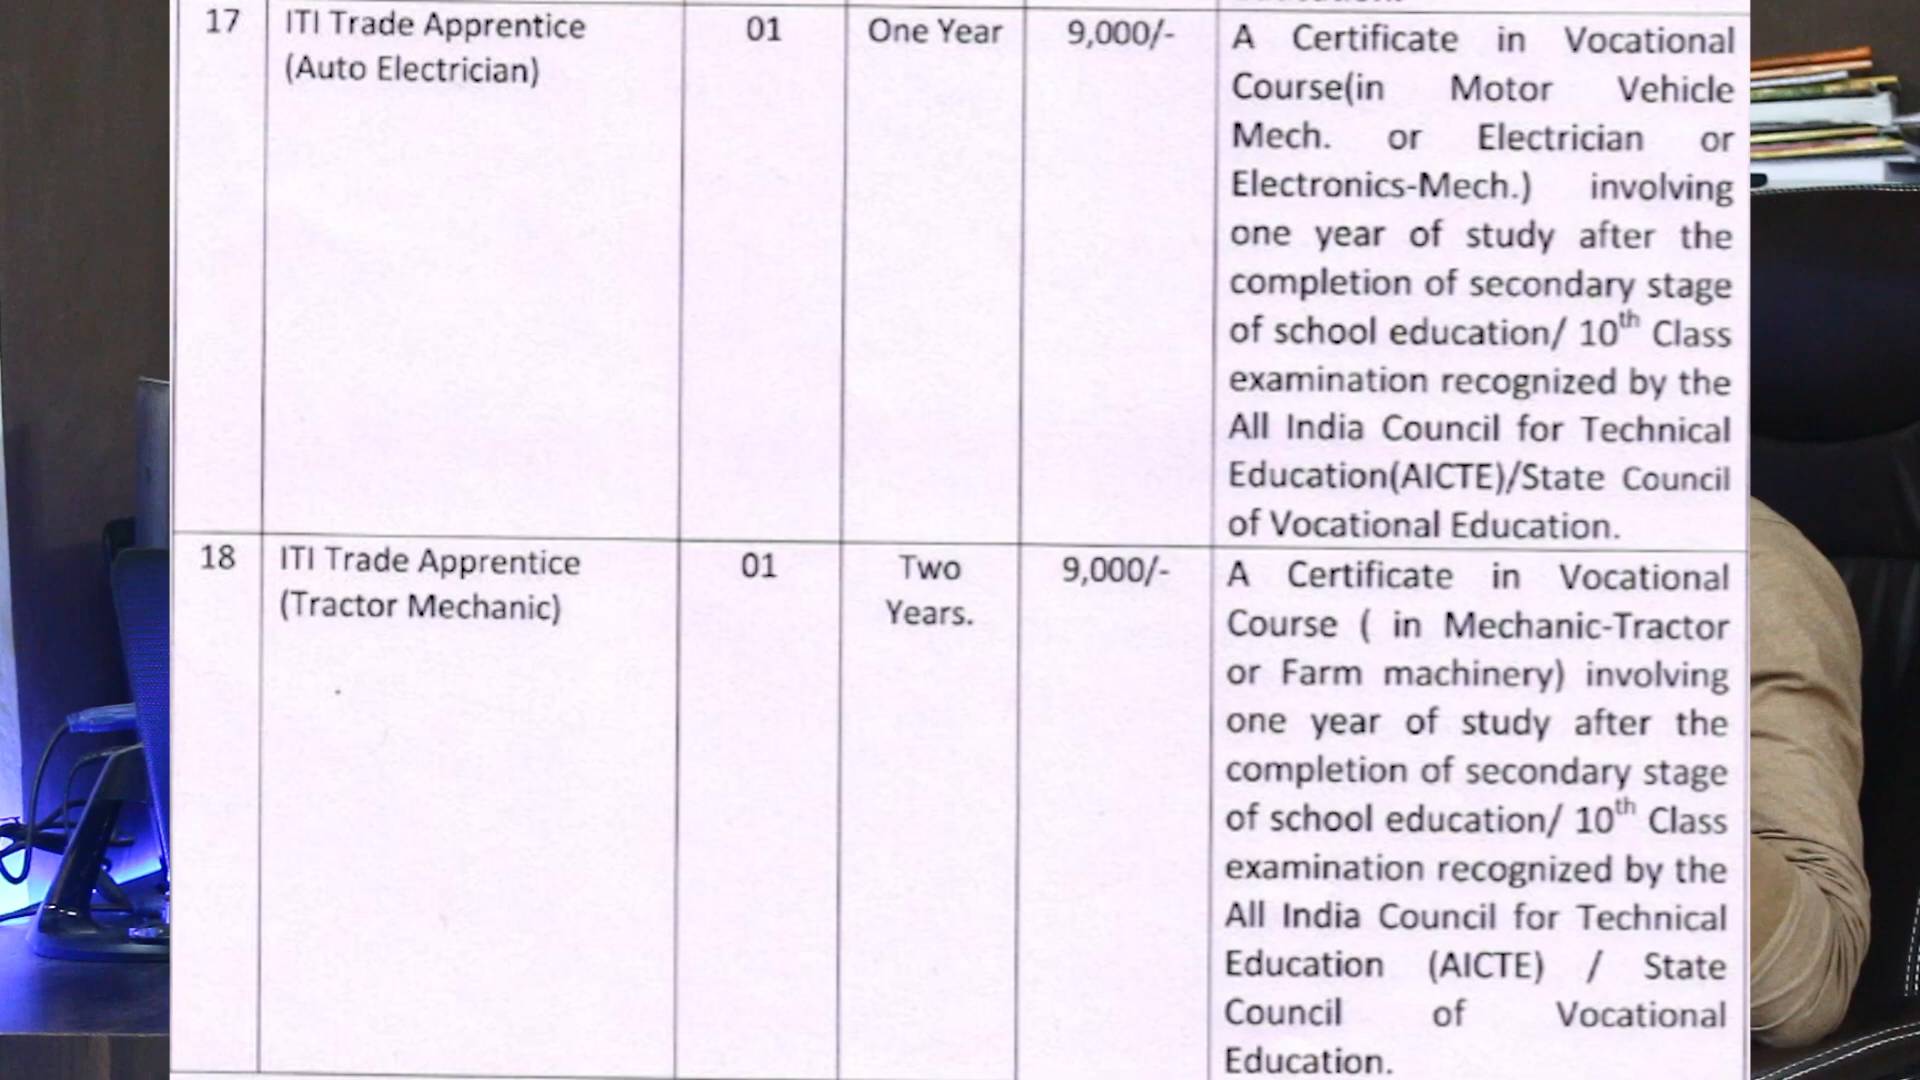 17
ITI Trade Apprentice
(Auto Electrician)
01
One Year
9,000/-
A Certificate in Vocational
Course(in Motor Vehicle
Mech. or Electrician or
Electronics-Mech.) involving
one year of study after the
completion of secondary stage
of school education/ 10th Class
examination recognized by the
All India Council for Technical
Education(AICTE)/State Council
of Vocational Education.
18
ITI Trade Apprentice
(Tractor Mechanic)
01
Two
Years.
9,000/-
A Certificate in Vocational
Course ( in Mechanic-Tractor
or Farm machinery) involving
one year of study after the
completion of secondary stage
of school education/ 10th Class
examination recognized by the
All India Council for Technical
Education (AICTE) / State
Council of Vocational
Education.